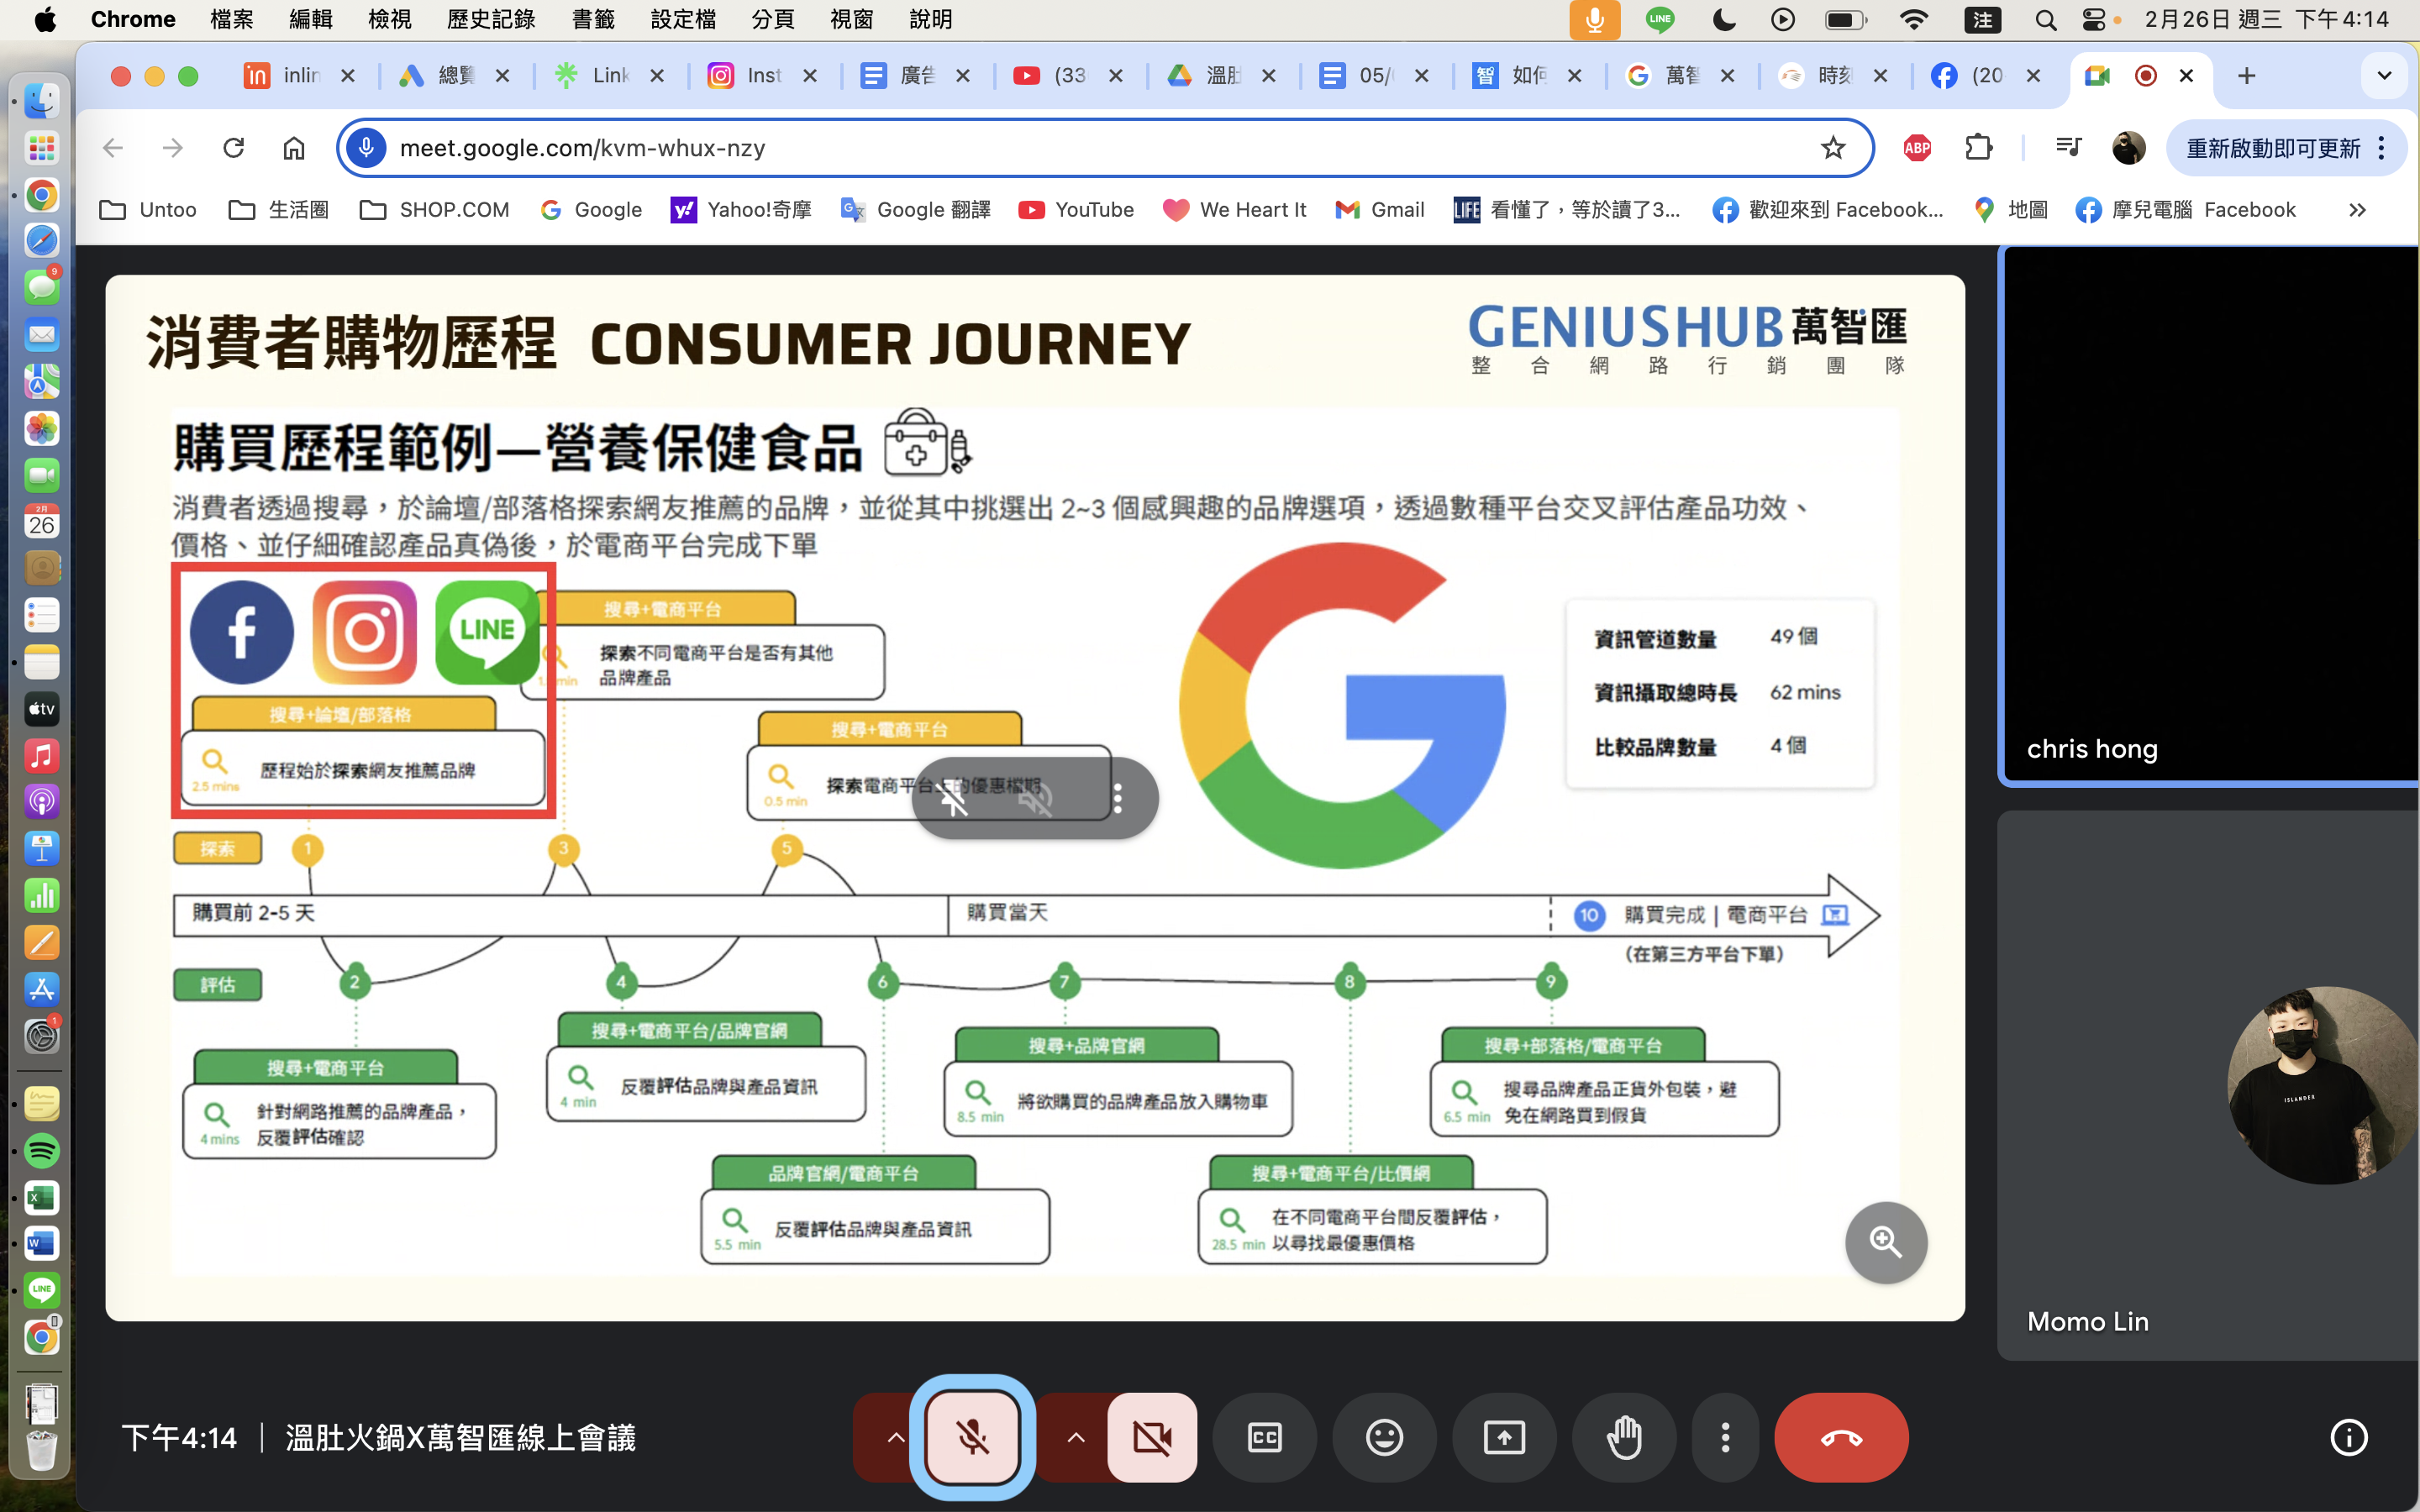 Chrome 檔案 編輯 檢視 歷史記錄 書籤 設定檔 分頁 視窗 說明
LINE 注 2月26日 週三 下午4:14
in inlin 總覽 Link Inst 廣告 (33 溫肚 05/ 智 如何 萬智 時刻 (20
meet.google.com/kvm-whux-nzy
ABP
重新啟動即可更新
Untoo 生活圈 SHOP.COM Google Yahoo!奇摩 Google 翻譯 YouTube We Heart It Gmail LIFE 看懂了，等於讀了3... 歡迎來到 Facebook... 地圖 摩兒電腦 Facebook
9
2月
26
tv
1
LINE
消費者購物歷程 CONSUMER JOURNEY
GENIUSHUB 萬智匯
整合網路行銷團隊
購買歷程範例—營養保健食品
消費者透過搜尋，於論壇/部落格探索網友推薦的品牌，並從其中挑選出 2~3 個感興趣的品牌選項，透過數種平台交叉評估產品功效、
價格、並仔細確認產品真偽後，於電商平台完成下單
LINE
搜尋+電商平台
探索不同電商平台是否有其他
品牌產品
min
搜尋+論壇/部落格
歷程始於探索網友推薦品牌
2.5 mins
搜尋+電商平台
探索電商平台上的優惠檔期
0.5 min
資訊管道數量 49 個
資訊攝取總時長 62 mins
比較品牌數量 4 個
探索 1 3 5
購買前 2-5 天 購買當天 10 購買完成 | 電商平台
(在第三方平台下單)
評估 2 4 6 7 8 9
搜尋+電商平台
針對網路推薦的品牌產品，
反覆評估確認
4 mins
搜尋+電商平台/品牌官網
反覆評估品牌與產品資訊
4 min
搜尋+品牌官網
將欲購買的品牌產品放入購物車
8.5 min
搜尋+部落格/電商平台
搜尋品牌產品正貨外包裝，避
免在網路買到假貨
6.5 min
品牌官網/電商平台
反覆評估品牌與產品資訊
5.5 min
搜尋+電商平台/比價網
在不同電商平台間反覆評估，
以尋找最優惠價格
28.5 min
chris hong
ISLANDER
Momo Lin
下午4:14 | 溫肚火鍋X萬智匯線上會議
CC